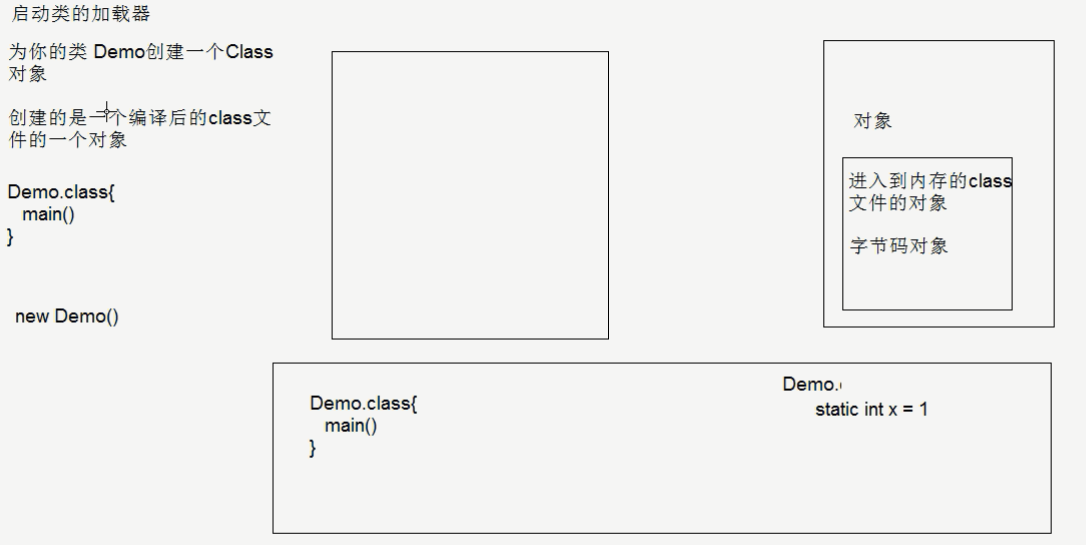 启动类的加载器
为你的类 Demo创建一个Class
对象
创建的是一个编译后的class文
件的一个对象
Demo.class{
main()
}
new Demo()
对象
进入到内存的class
文件的对象
字节码对象
Demo.class{
main()
}
Demo.
static int x = 1